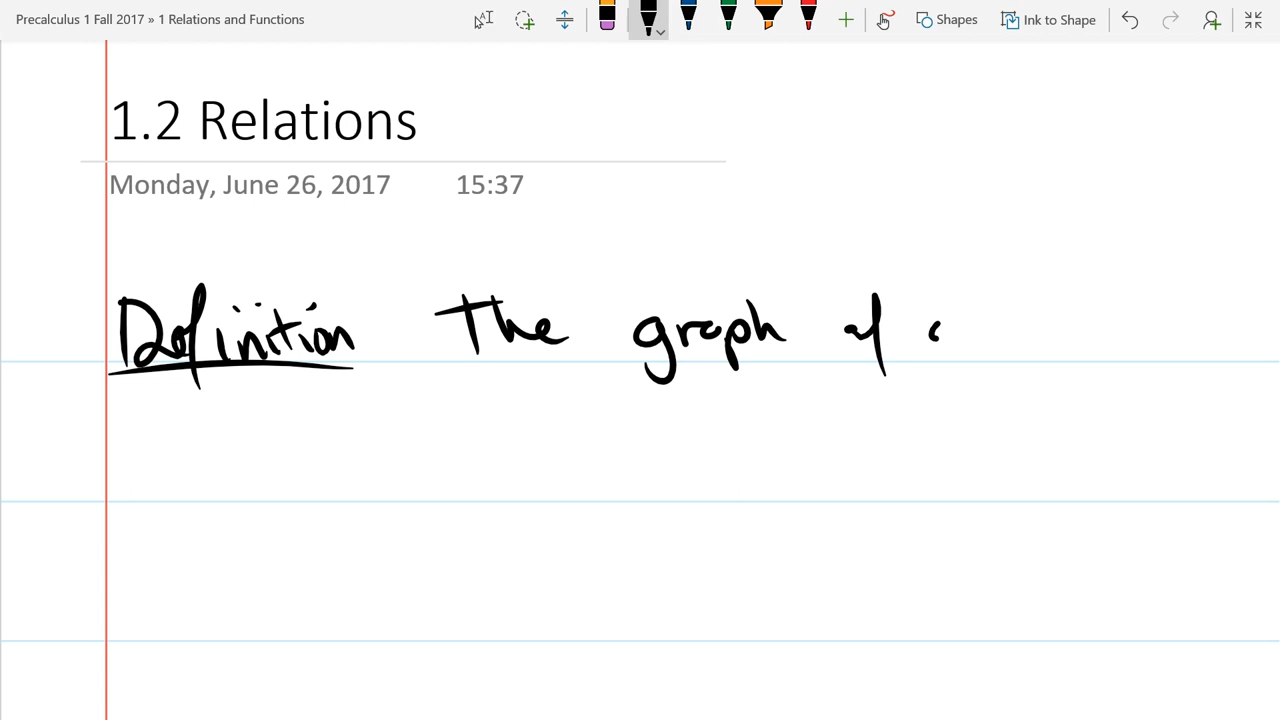 Precalculus 1 Fall 2017 » 1 Relations and Functions
Shapes
Ink to Shape
1.2 Relations
Monday, June 26, 2017 15:37
Definition The graph of